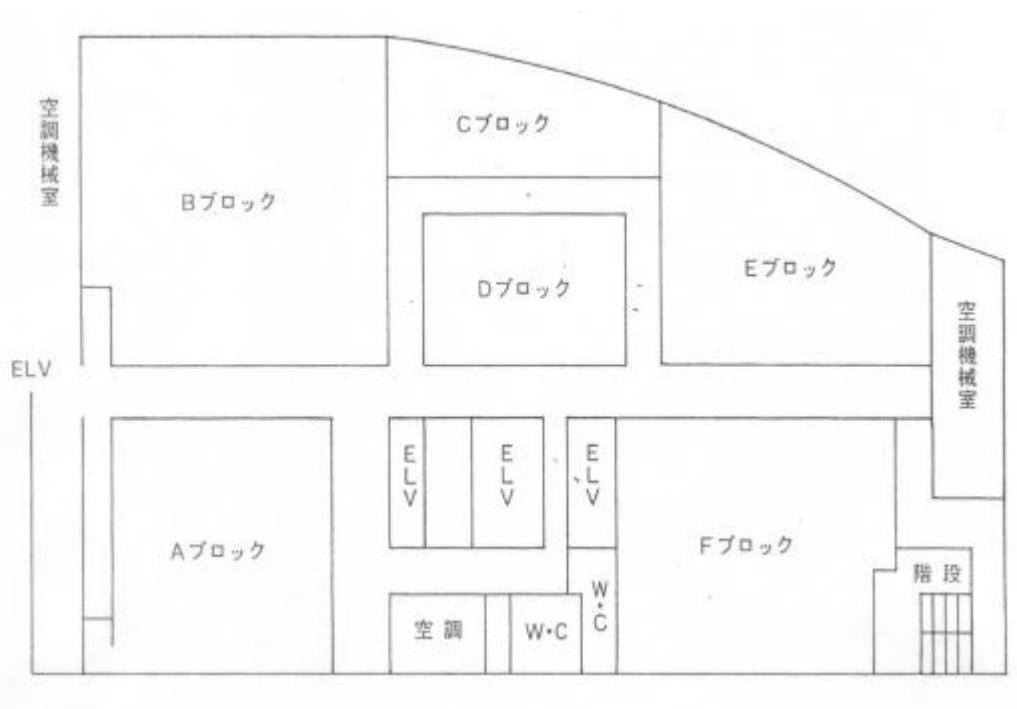 空調機械室
Cブロック
Bブロック
Dブロック
Eブロック
空調機械室
ELV
ELV
ELV
ELV
Aブロック
Fブロック
階段
W・C
空調
W・C